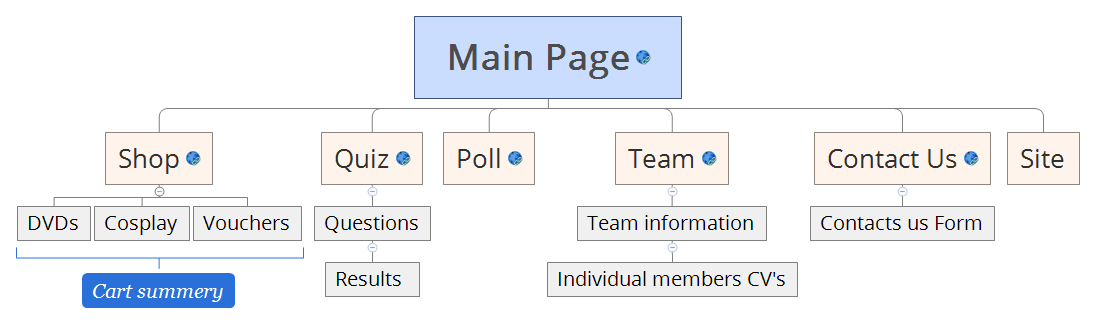 Main Page
Shop
Quiz
Poll
Team
Contact Us
Site
DVDs
Cosplay
Vouchers
Questions
Team information
Contacts us Form
Results
Individual members CV's
Cart summery